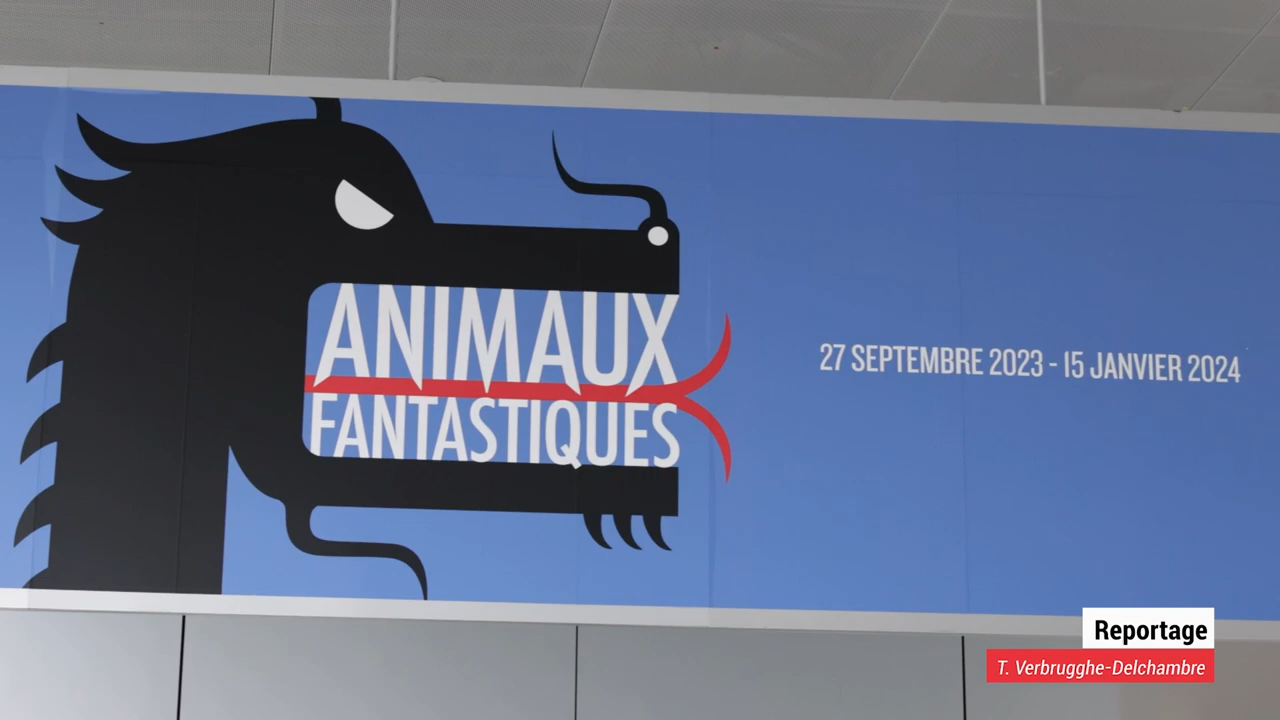 ANIMAUX
FANTASTIQUES
27 SEPTEMBRE 2023 - 15 JANVIER 2024
Reportage
T. Verbrugghe-Delchambre